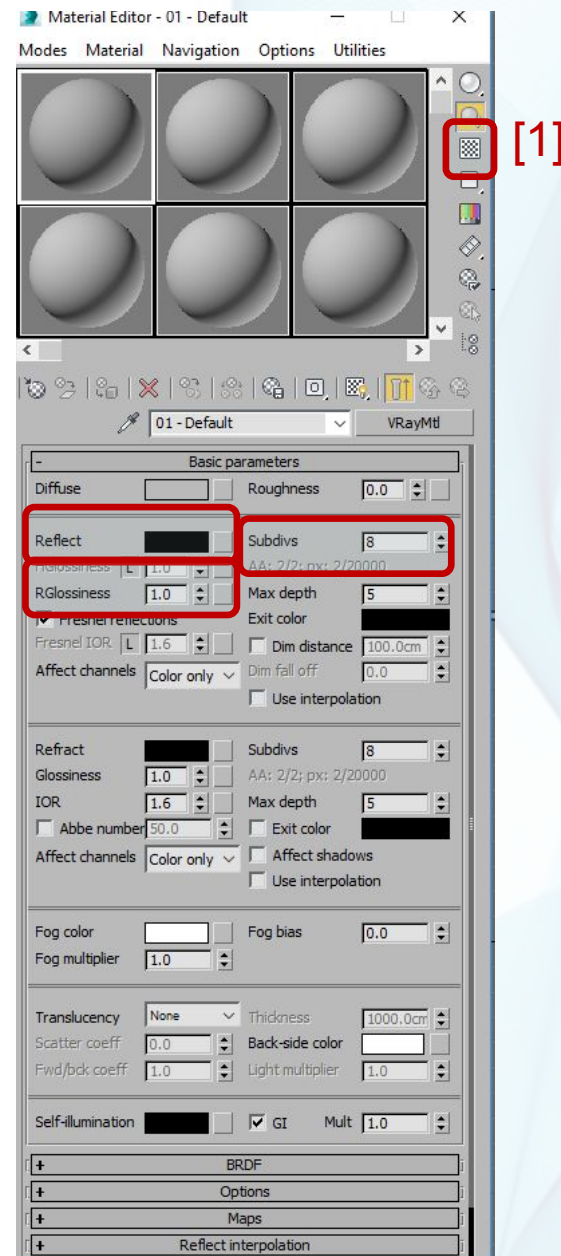 Material Editor - 01 - Default
Modes Material Navigation Options Utilities
[1]
01 - Default VRayMtl
- Basic parameters
Diffuse Roughness 0.0
Reflect Subdivs 8
HGlossiness L 1.0 AA: 2/2; px: 2/20000
RGlossiness 1.0 Max depth 5
Fresnel reflections Exit color
Fresnel IOR L 1.6 Dim distance 100.0cm
Affect channels Color only Dim fall off 0.0
Use interpolation
Refract Subdivs 8
Glossiness 1.0 AA: 2/2; px: 2/20000
IOR 1.6 Max depth 5
Abbe number 50.0 Exit color
Affect channels Color only Affect shadows
Use interpolation
Fog color Fog bias 0.0
Fog multiplier 1.0
Translucency None Thickness 1000.0cm
Scatter coeff 0.0 Back-side color
Fwd/bck coeff 1.0 Light multiplier 1.0
Self-illumination GI Mult 1.0
+ BRDF
+ Options
+ Maps
+ Reflect interpolation